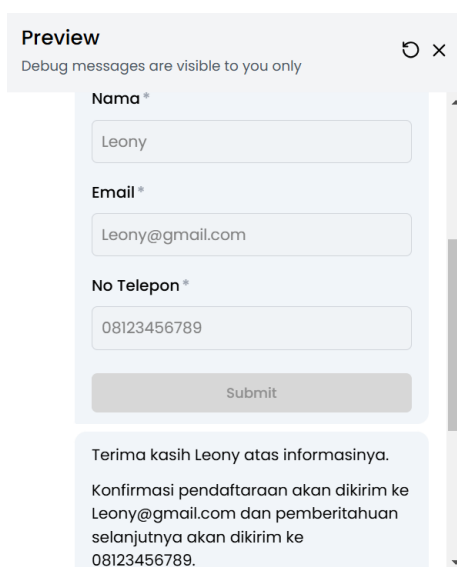 Preview
Debug messages are visible to you only
Nama *
Leony
Email *
Leony@gmail.com
No Telepon *
08123456789
Submit
Terima kasih Leony atas informasinya.
Konfirmasi pendaftaraan akan dikirim ke
Leony@gmail.com dan pemberitahuan
selanjutnya akan dikirim ke
08123456789.